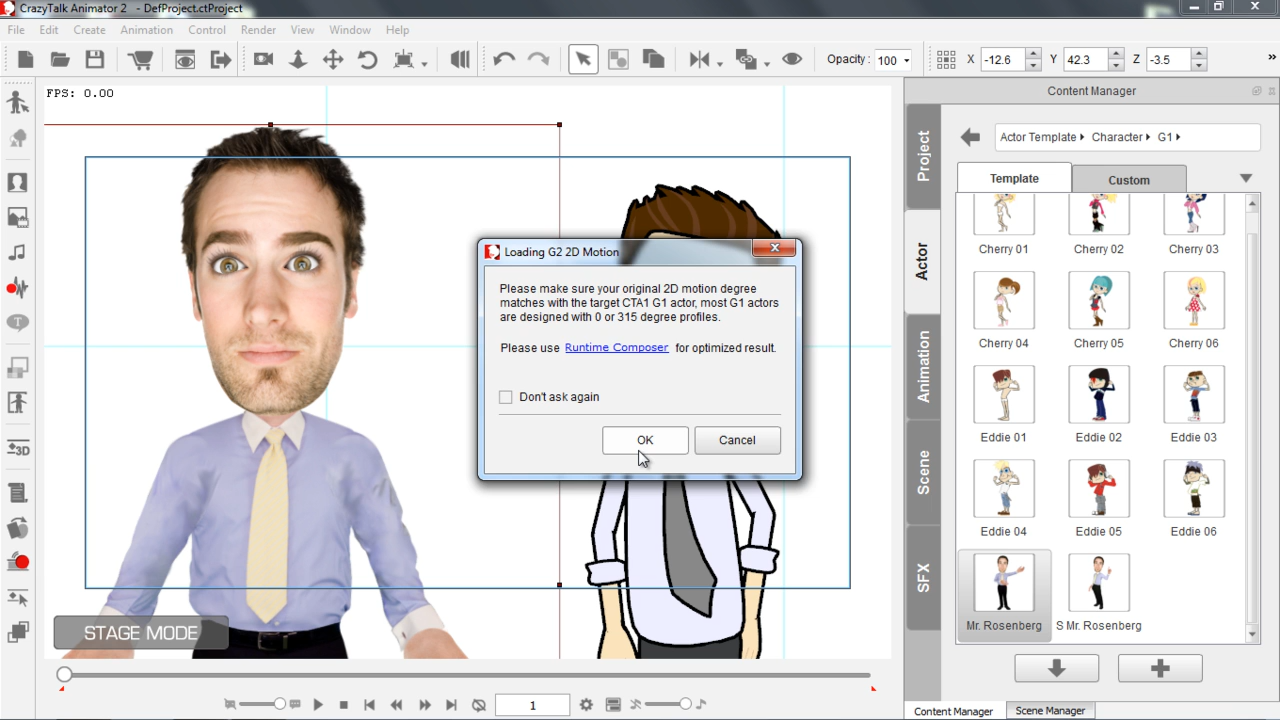 CrazyTalk Animator 2 - DefProject.ctProject
File Edit Create Animation Control Render View Window Help
Opacity : 100 X -12.6 Y 42.3 Z -3.5 »
FPS: 0.00
Content Manager
Project
Actor
Animation
Scene
SFX
Actor Template Character G1
Template Custom
Cherry 01 Cherry 02 Cherry 03
Cherry 04 Cherry 05 Cherry 06
Eddie 01 Eddie 02 Eddie 03
Eddie 04 Eddie 05 Eddie 06
Mr. Rosenberg S Mr. Rosenberg
Loading G2 2D Motion
Please make sure your original 2D motion degree
matches with the target CTA1 G1 actor, most G1 actors
are designed with 0 or 315 degree profiles.
Please use Runtime Composer for optimized result.
Don't ask again
OK Cancel
3D
STAGE MODE
1
Content Manager Scene Manager